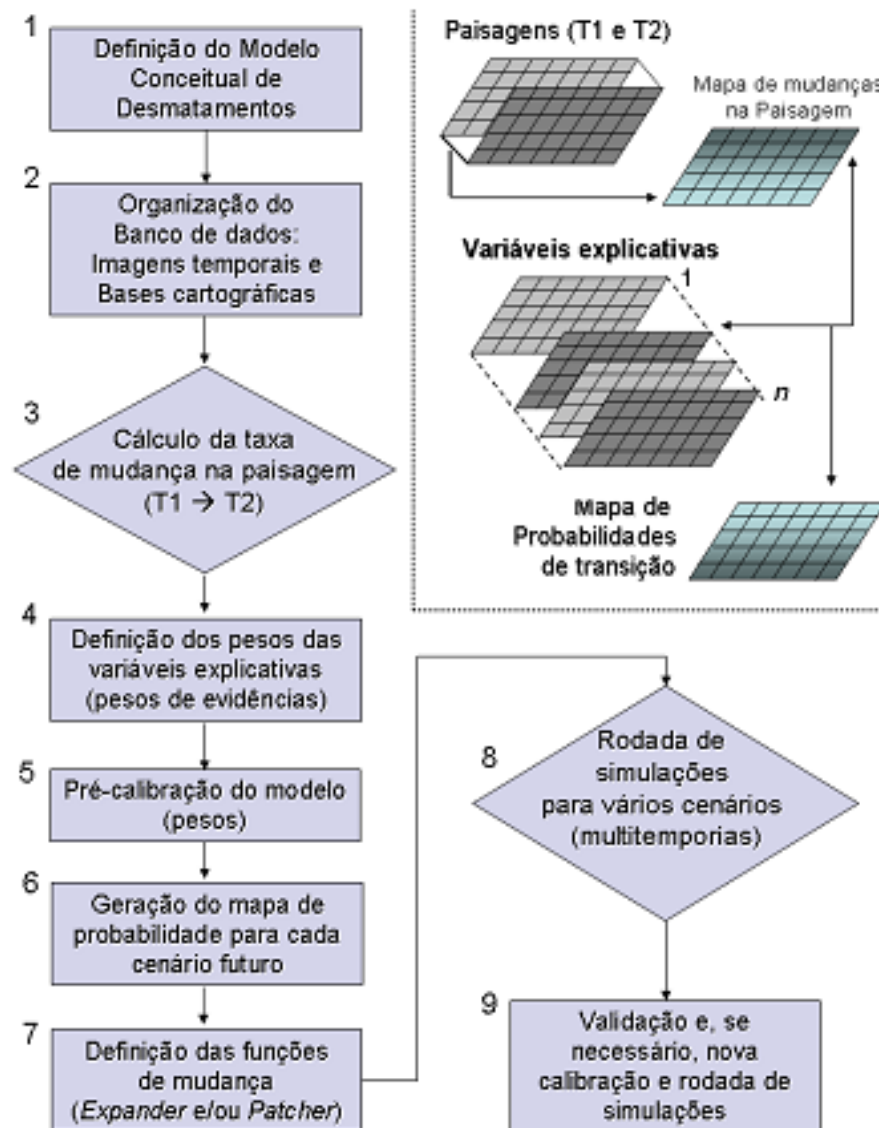 1
Definição do Modelo
Conceitual de
Desmatamentos
2
Organização do
Banco de dados:
Imagens temporais e
Bases cartográficas
3
Cálculo da taxa
de mudança na paisagem
(T1 → T2)
4
Definição dos pesos das
variáveis explicativas
(pesos de evidências)
5
Pré-calibração do modelo
(pesos)
6
Geração do mapa de
probabilidade para cada
cenário futuro
7
Definição das funções
de mudança
(Expander e/ou Patcher)
Paisagens (T1 e T2)
Mapa de mudanças
na Paisagem
Variáveis explicativas
1
n
Mapa de
Probabilidades
de transição
8
Rodada de
simulações
para vários cenários
(multitemporias)
9
Validação e, se
necessário, nova
calibração e rodada de
simulações